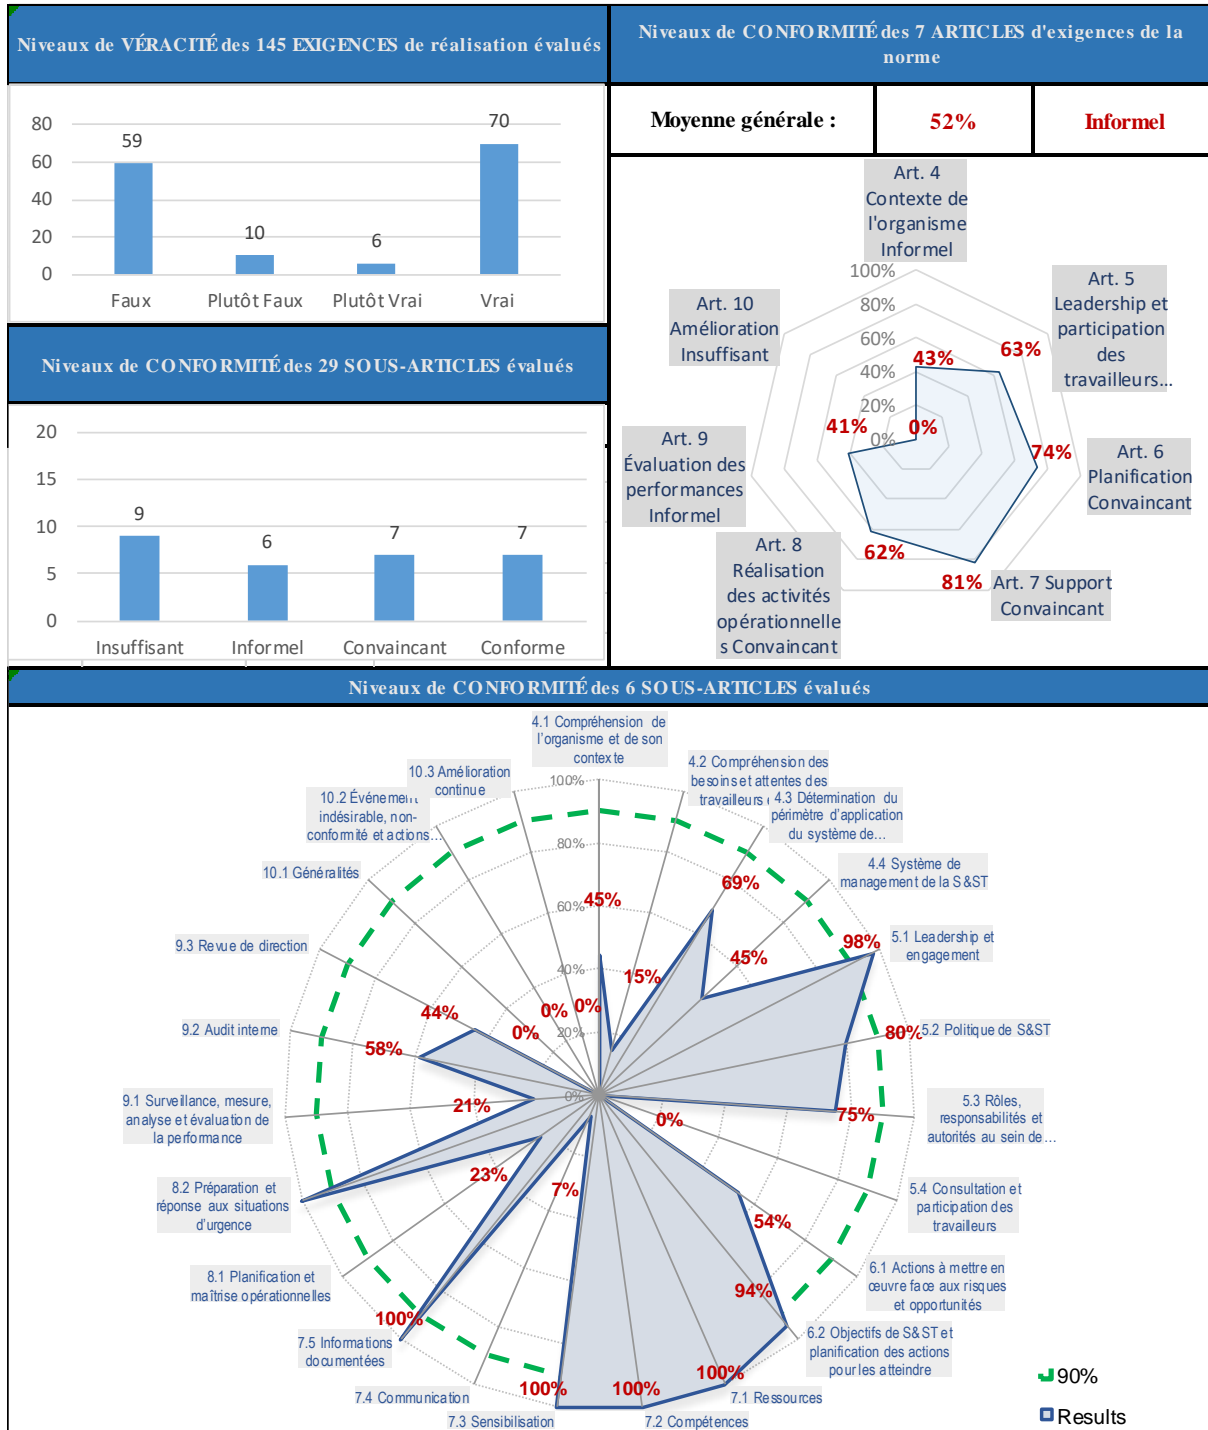 Niveaux de VÉRACITÉ des 145 EXIGENCES de réalisation évalués
80
60
40
20
0
59
10
6
70
Faux
Plutôt Faux
Plutôt Vrai
Vrai
Niveaux de CONFORMITÉ des 29 SOUS-ARTICLES évalués
20
15
10
5
0
9
6
7
7
Insuffisant
Informel
Convaincant
Conforme
Niveaux de CONFORMITÉ des 7 ARTICLES d'exigences de la
norme
Moyenne générale :
52%
Informel
Art. 4
Contexte de
l'organisme
Informel
Art. 5
Leadership et
participation
des
travailleurs...
Art. 6
Planification
Convaincant
Art. 7 Support
Convaincant
Art. 8
Réalisation
des activités
opérationnelle
s Convaincant
Art. 9
Évaluation des
performances
Informel
Art. 10
Amélioration
Insuffisant
100%
80%
60%
40%
20%
0%
43%
63%
74%
81%
62%
41%
0%
Niveaux de CONFORMITÉ des 6 SOUS-ARTICLES évalués
4.1 Compréhension de
l'organisme et de son
contexte
4.2 Compréhension des
besoins et attentes des
travailleurs
4.3 Détermination du
périmètre d'application
du système de...
4.4 Système de
management de la S&ST
5.1 Leadership et
engagement
5.2 Politique de S&ST
5.3 Rôles,
responsabilités et
autorités au sein de...
5.4 Consultation et
participation des
travailleurs
6.1 Actions à mettre en
œuvre face aux risques
et opportunités
6.2 Objectifs de S&ST et
planification des actions
pour les atteindre
7.1 Ressources
7.2 Compétences
7.3 Sensibilisation
7.4 Communication
7.5 Informations
documentées
8.1 Planification et
maîtrise opérationnelles
8.2 Préparation et
réponse aux situations
d'urgence
9.1 Surveillance, mesure,
analyse et évaluation de
la performance
9.2 Audit interne
9.3 Revue de direction
10.1 Généralités
10.2 Événement
indésirable, non-
conformité et actions...
10.3 Amélioration
continue
100%
80%
60%
40%
20%
0%
45%
15%
69%
45%
98%
80%
75%
0%
54%
94%
100%
100%
100%
7%
100%
23%
21%
58%
44%
0%
0%
0%
90%
Results